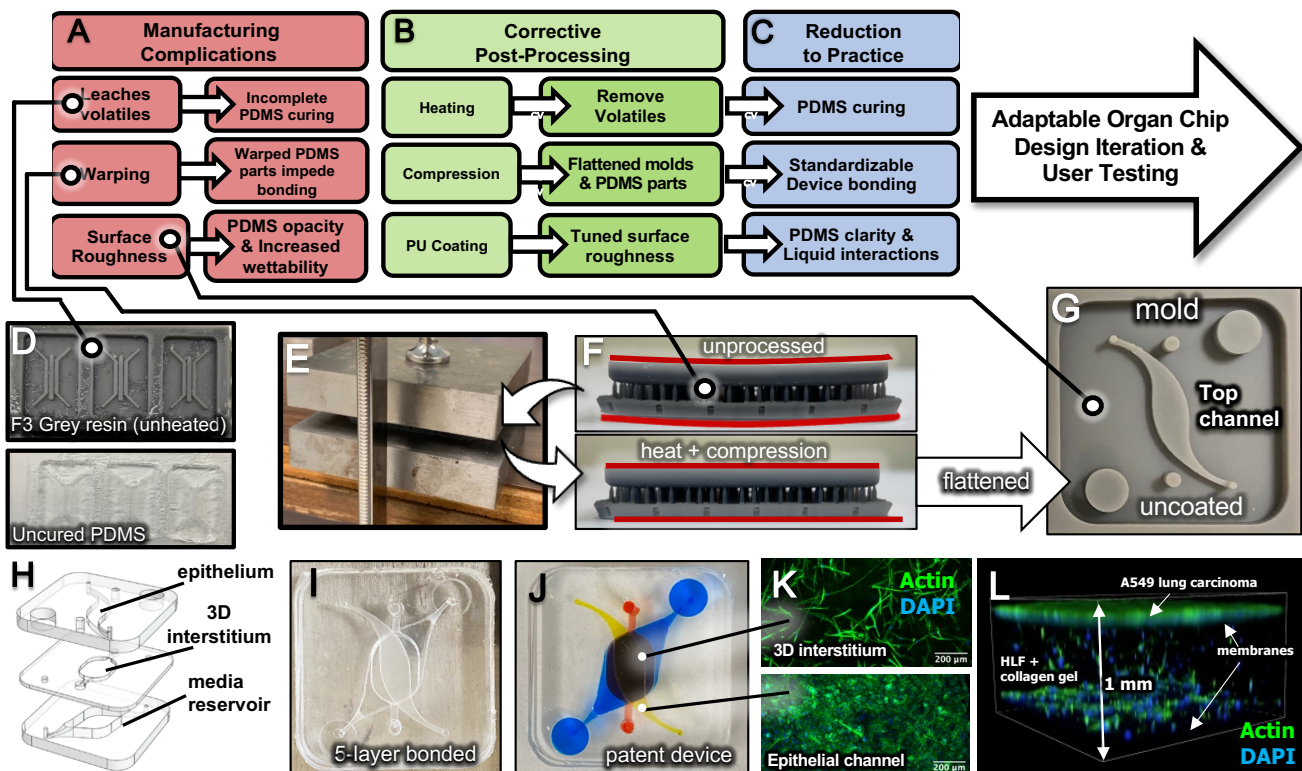 A
Manufacturing
Complications
B
Corrective
Post-Processing
C
Reduction
to Practice
Leaches
volatiles
Incomplete
PDMS curing
Heating
Remove
Volatiles
PDMS curing
Warping
Warped PDMS
parts impede
bonding
Compression
Flattened molds
& PDMS parts
Standardizable
Device bonding
Surface
Roughness
PDMS opacity
& Increased
wettability
PU Coating
Tuned surface
roughness
PDMS clarity &
Liquid interactions
Adaptable Organ Chip
Design Iteration &
User Testing
D
F3 Grey resin (unheated)
Uncured PDMS
E
F
unprocessed
heat + compression
flattened
G
mold
Top
channel
uncoated
H
epithelium
3D
interstitium
media
reservoir
I
5-layer bonded
J
patent device
K
Actin
DAPI
3D interstitium
200 µm
Epithelial channel
200 µm
L
A549 lung carcinoma
HLF +
collagen gel
1 mm
membranes
Actin
DAPI